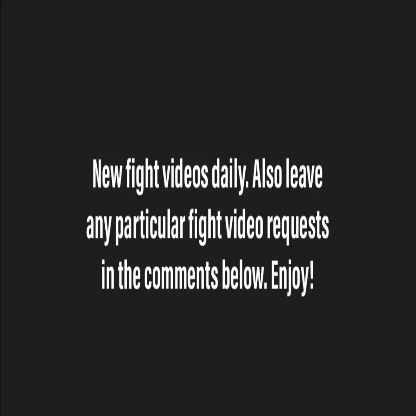 New fight videos daily. Also leave
any particular fight video requests
in the comments below. Enjoy!